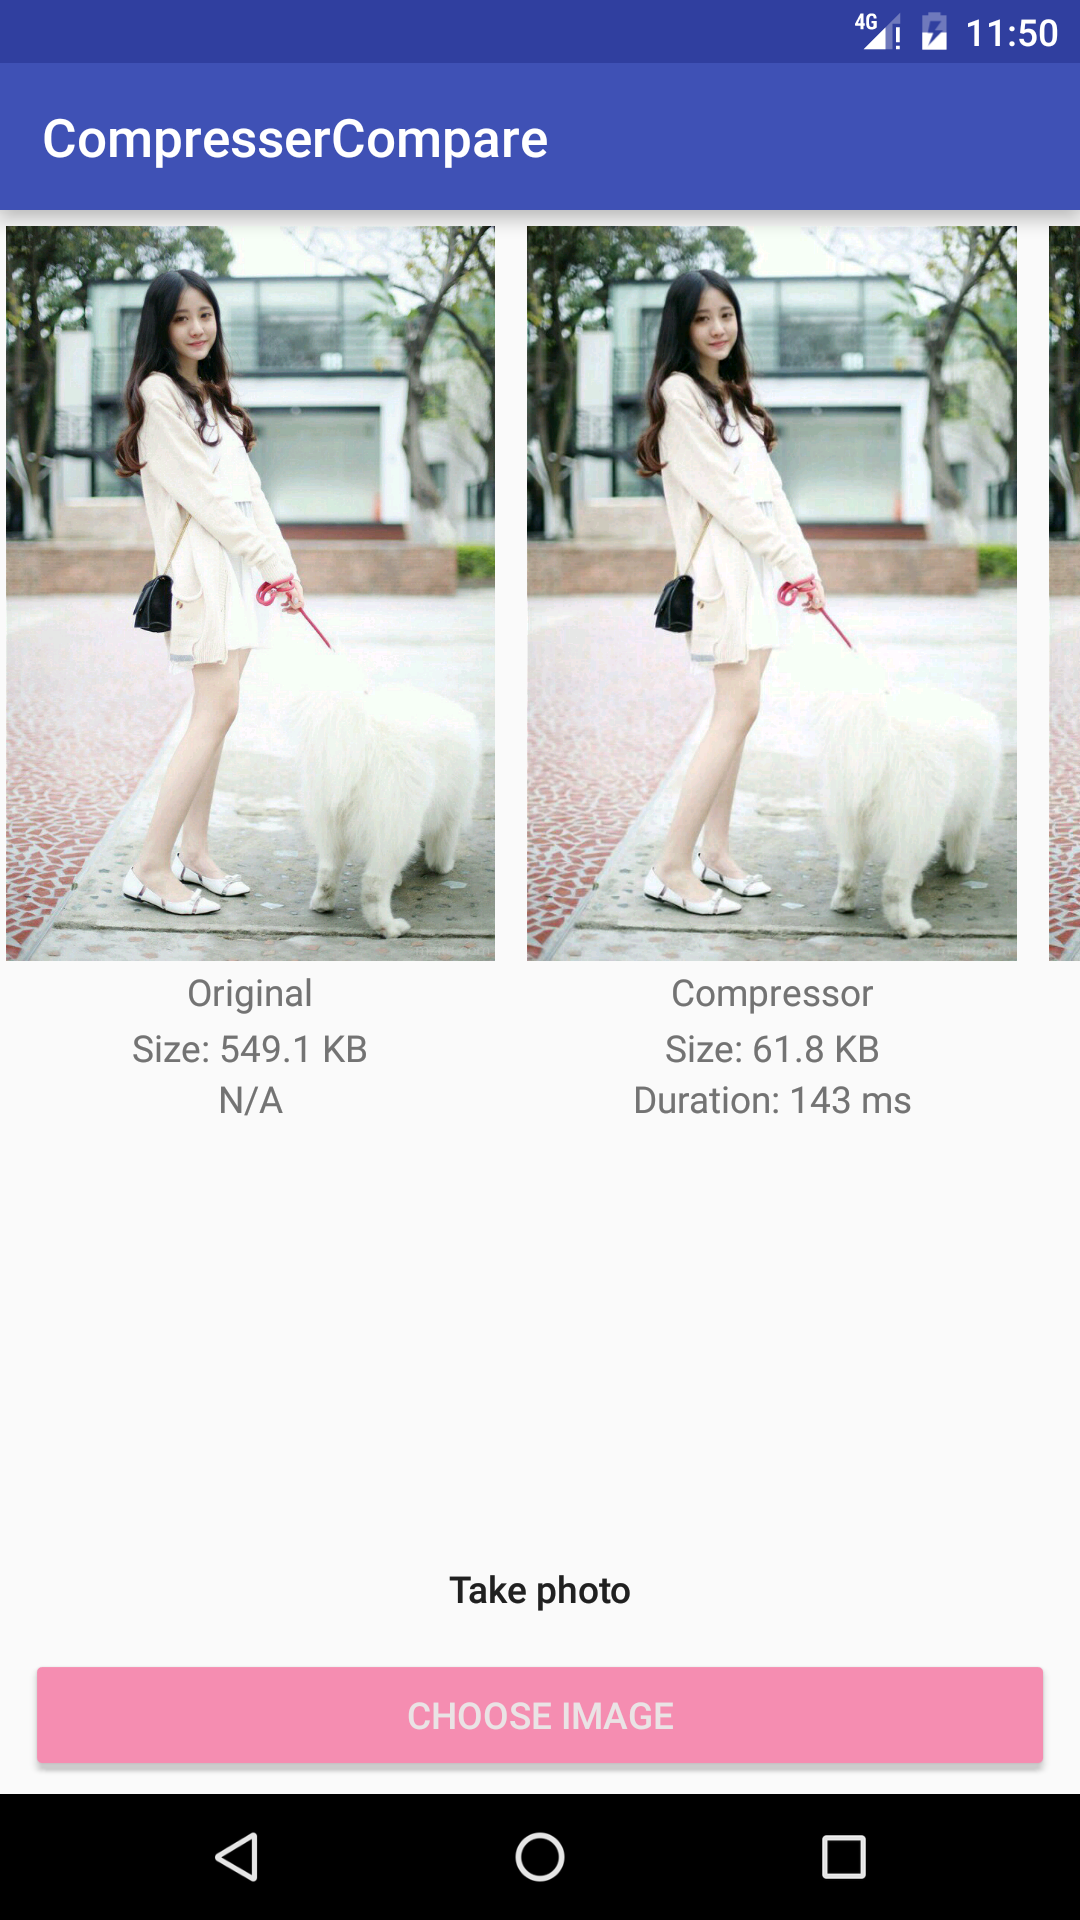 4G 11:50
CompresserCompare
Original
Size: 549.1 KB
N/A
Compressor
Size: 61.8 KB
Duration: 143 ms
Take photo
CHOOSE IMAGE